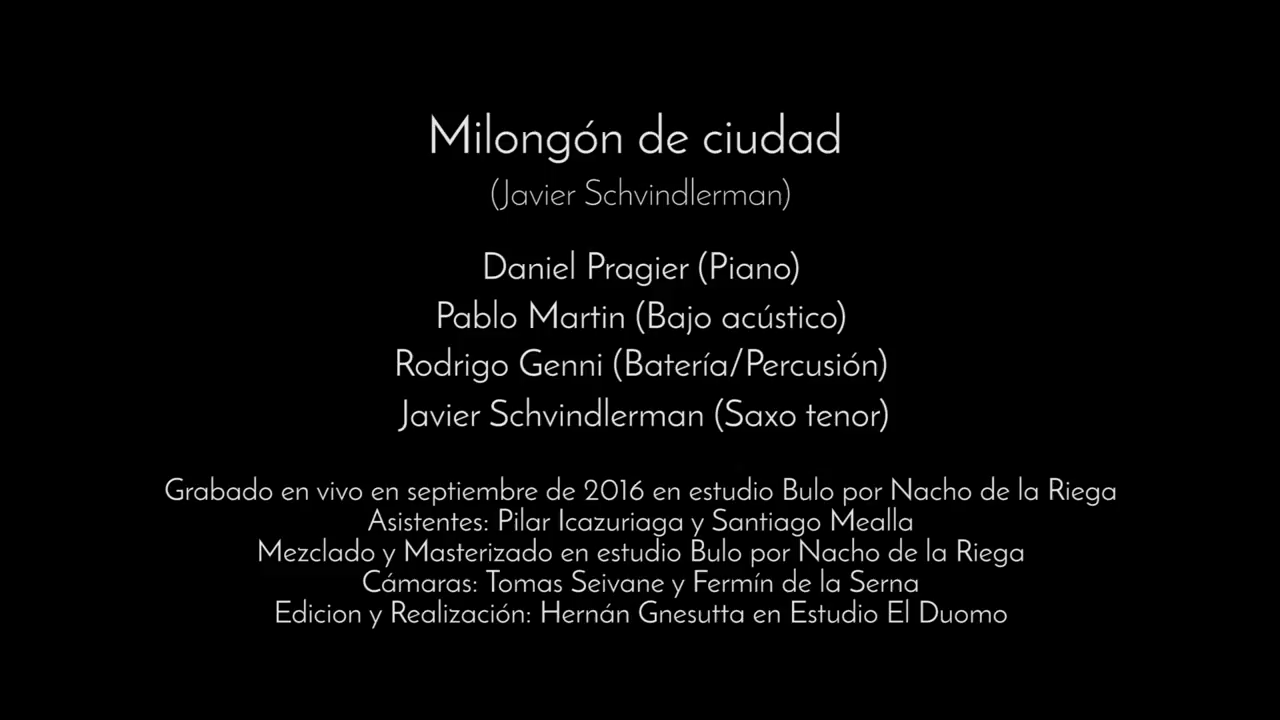 Milongón de ciudad
(Javier Schvindlerman)
Daniel Pragier (Piano)
Pablo Martin (Bajo acústico)
Rodrigo Genni (Batería/Percusión)
Javier Schvindlerman (Saxo tenor)
Grabado en vivo en septiembre de 2016 en estudio Bulo por Nacho de la Riega
Asistentes: Pilar Icazuriaga y Santiago Mealla
Mezclado y Masterizado en estudio Bulo por Nacho de la Riega
Cámaras: Tomas Seivane y Fermín de la Serna
Edicion y Realización: Hernán Gnesutta en Estudio El Duomo